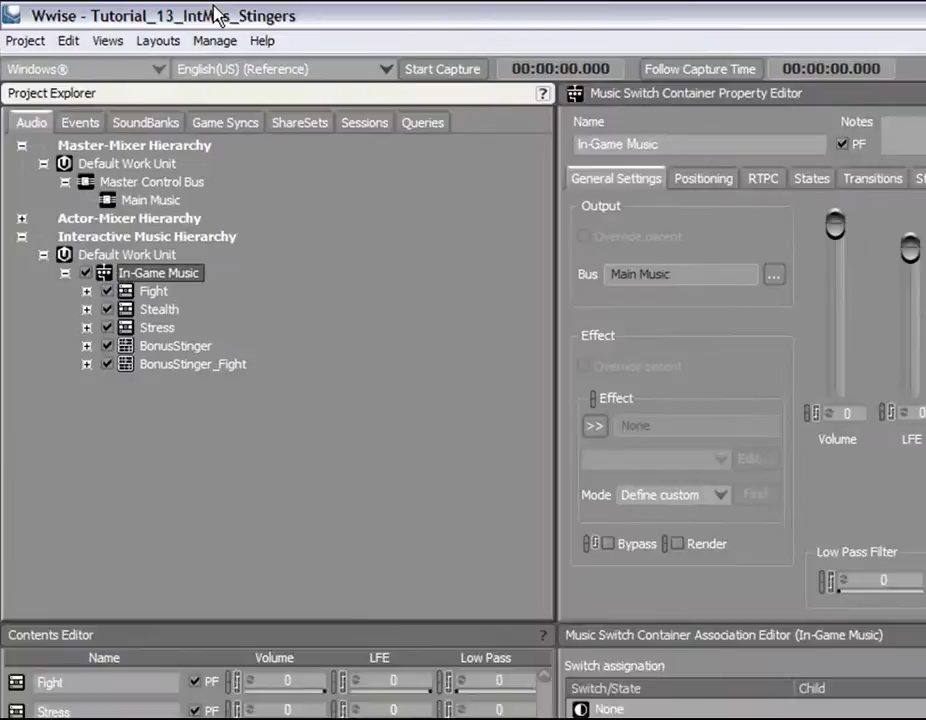 Wwise - Tutorial_13_IntMus_Stingers
Project Edit Views Layouts Manage Help
Windows® English(US) (Reference) Start Capture 00:00:00.000 Follow Capture Time 00:00:00.000
Project Explorer ?
Audio Events SoundBanks Game Syncs ShareSets Sessions Queries
Master-Mixer Hierarchy
Default Work Unit
Master Control Bus
Main Music
Actor-Mixer Hierarchy
Interactive Music Hierarchy
Default Work Unit
In-Game Music
Fight
Stealth
Stress
BonusStinger
BonusStinger_Fight
Music Switch Container Property Editor
Name Notes
In-Game Music PF
General Settings Positioning RTPC States Transitions
Output
Override parent
Bus Main Music ...
Effect
Override parent
Effect
>> None
Edit...
Mode Define custom Find
Bypass Render
0 0
Volume LFE
Low Pass Filter
0
Contents Editor ?
Name Volume LFE Low Pass
Fight PF 0 0 0
Stress PF 0 0 0
Music Switch Container Association Editor (In-Game Music)
Switch assignation
Switch/State Child
None